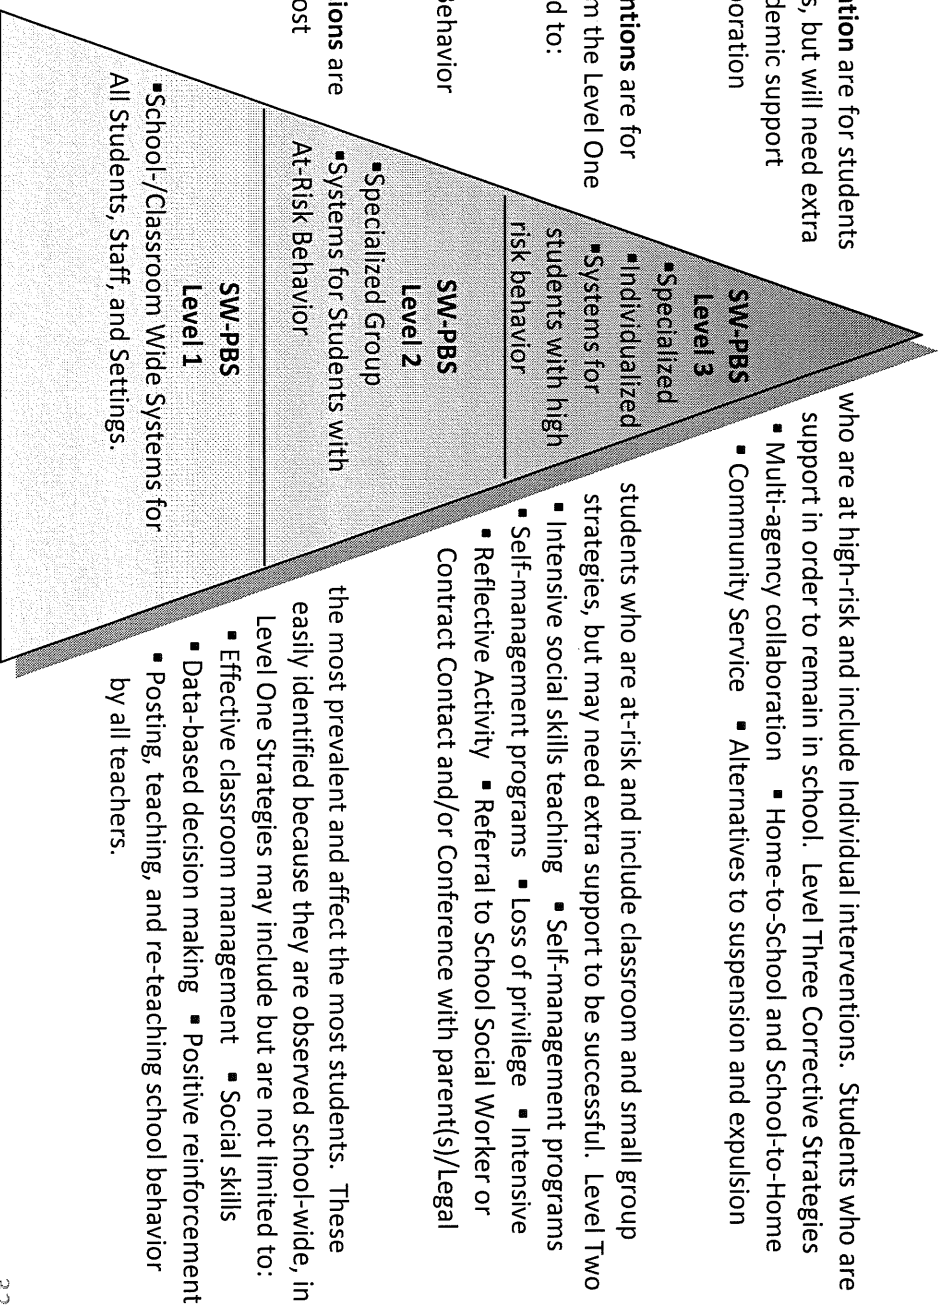 ation are for students
s, but will need extra
demic support
oration
ntions are for
m the Level One
d to:
Behavior
ions are
ost
SW-PBS
Level 3
▪Specialized
▪Individualized
▪Systems for
students with high
risk behavior
SW-PBS
Level 2
▪Specialized Group
▪Systems for Students with
At-Risk Behavior
SW-PBS
Level 1
▪School-/Classroom Wide Systems for
All Students, Staff, and Settings.
who are at high-risk and include Individual interventions. Students who are
support in order to remain in school. Level Three Corrective Strategies
▪ Multi-agency collaboration ▪ Home-to-School and School-to-Home
▪ Community Service ▪ Alternatives to suspension and expulsion
students who are at-risk and include classroom and small group
strategies, but may need extra support to be successful. Level Two
▪ Intensive social skills teaching ▪ Self-management programs
▪ Self-management programs ▪ Loss of privilege ▪ Intensive
▪ Reflective Activity ▪ Referral to School Social Worker or
Contract Contact and/or Conference with parent(s)/Legal
the most prevalent and affect the most students. These
easily identified because they are observed school-wide, in
Level One Strategies may include but are not limited to:
▪ Effective classroom management ▪ Social skills
▪ Data-based decision making ▪ Positive reinforcement
▪ Posting, teaching, and re-teaching school behavior
by all teachers.